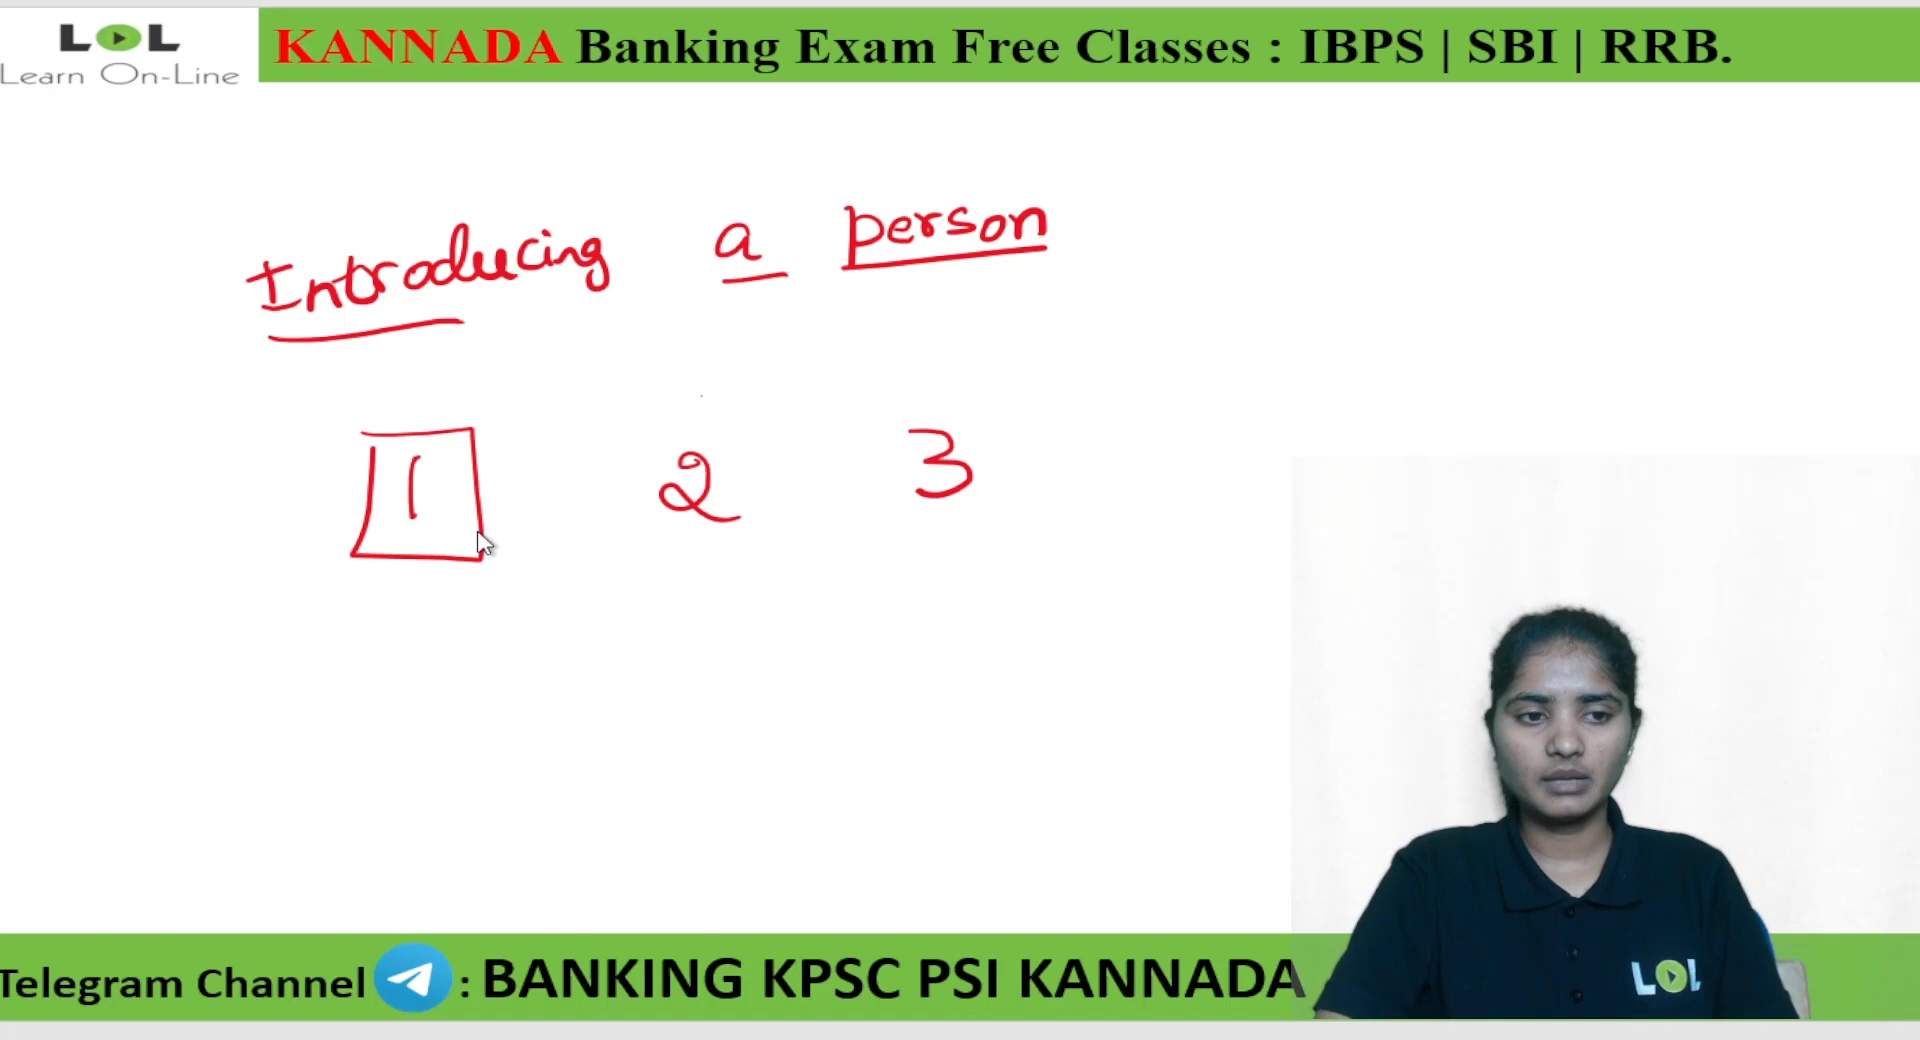 LOL
Learn On-Line
KANNADA Banking Exam Free Classes : IBPS | SBI | RRB.
Introducing a person
1 2 3
LOL
Telegram Channel : BANKING KPSC PSI KANNADA